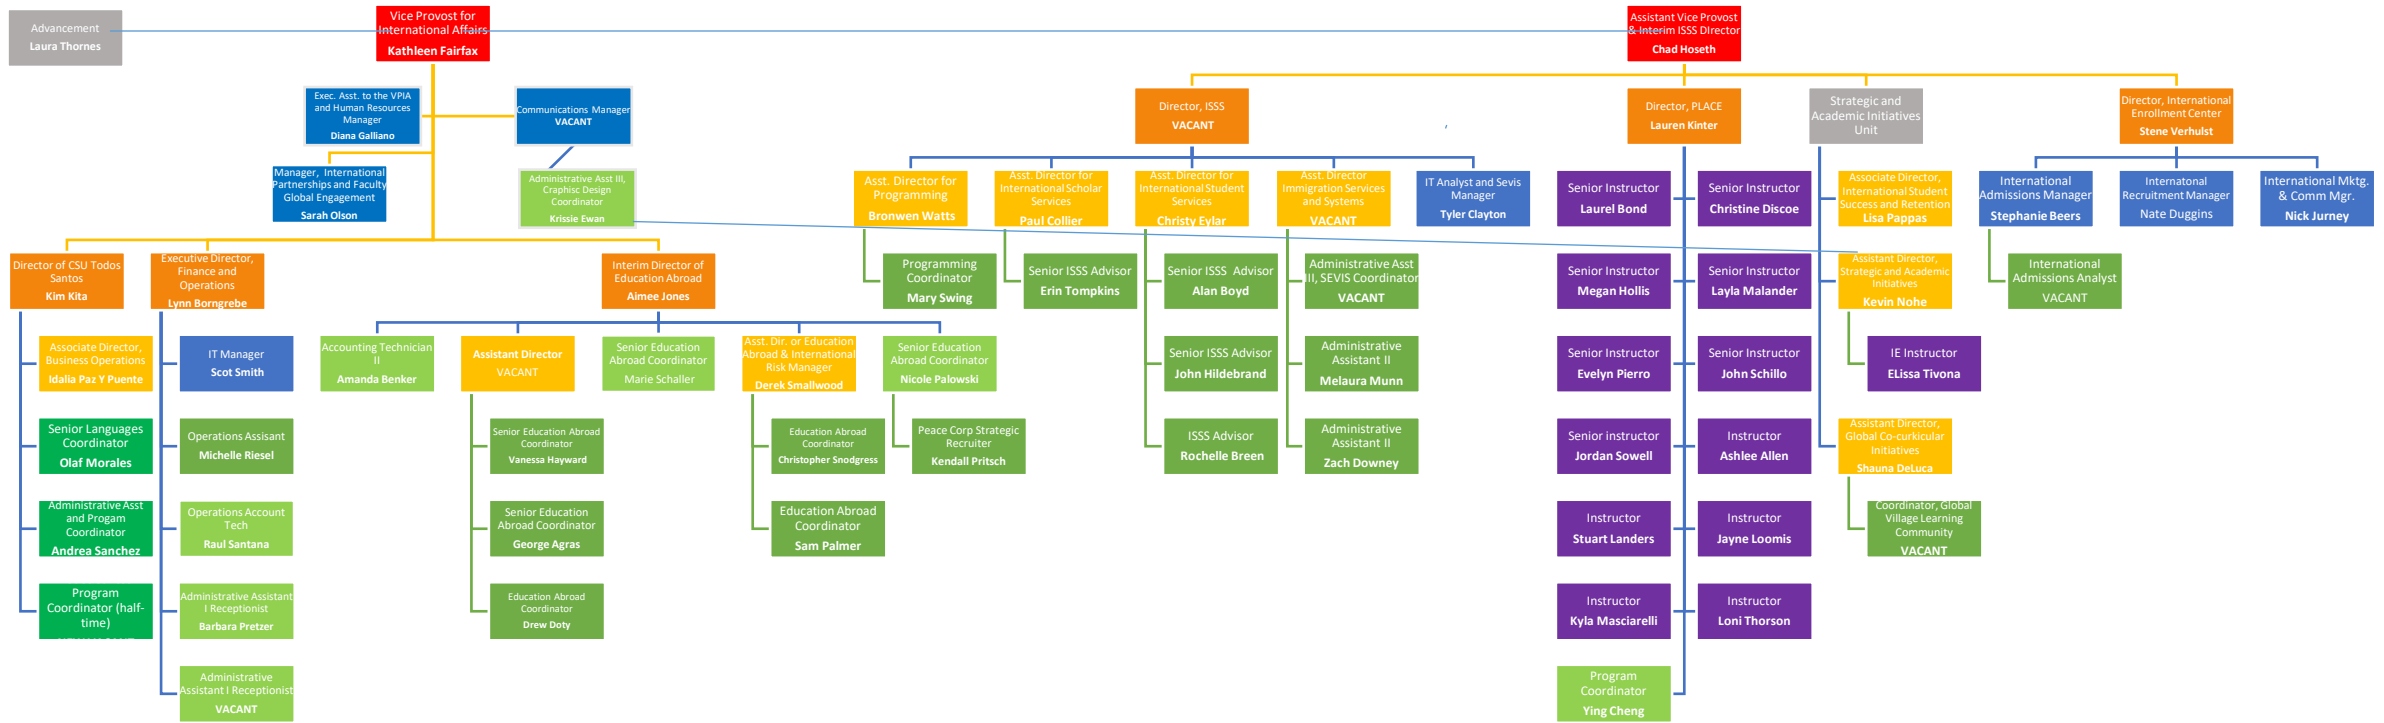 Advancement
Laura Thornes
Vice Provost for
International Affairs
Kathleen Fairfax
Assistant Vice Provost
& Interim ISSS DIrector
Chad Hoseth
Exec. Asst. to the VPIA
and Human Resources
Manager
Diana Galliano
Communications Manager
VACANT
Manager, International
Partnerships and Faculty
Global Engagement
Sarah Olson
Administrative Asst III,
Craphisc Design
Coordinator
Krissie Ewan
Director, ISSS
VACANT
Director, PLACE
Lauren Kinter
Strategic and
Academic Initiatives
Unit
Director, International
Enrollment Center
Stene Verhulst
Asst. Director for
Programming
Bronwen Watts
Asst. Director for
International Scholar
Services
Paul Collier
Asst. Director for
International Student
Services
Christy Eylar
Asst. Director
Immigration Services
and Systems
VACANT
IT Analyst and Sevis
Manager
Tyler Clayton
Senior Instructor
Laurel Bond
Senior Instructor
Christine Discoe
Associate Director,
International Student
Success and Retention
Lisa Pappas
International
Admissions Manager
Stephanie Beers
Internatonal
Recruitment Manager
Nate Duggins
International Mktg.
& Comm Mgr.
Nick Jurney
Director of CSU Todos
Santos
Kim Kita
Executive Director,
Finance and
Operations
Lynn Borngrebe
Interim Director of
Education Abroad
Aimee Jones
Programming
Coordinator
Mary Swing
Senior ISSS Advisor
Erin Tompkins
Senior ISSS Advisor
Alan Boyd
Administrative Asst
III, SEVIS Coordinator
VACANT
Senior Instructor
Megan Hollis
Senior Instructor
Layla Malander
Assistant Director,
Strategic and Academic
Initiatives
Kevin Nohe
International
Admissions Analyst
VACANT
Associate Director,
Business Operations
Idalia Paz Y Puente
IT Manager
Scot Smith
Accounting Technician
II
Amanda Benker
Assistant Director
VACANT
Senior Education
Abroad Coordinator
Marie Schaller
Asst. Dir. or Education
Abroad & International
Risk Manager
Derek Smallwood
Senior Education
Abroad Coordinator
Nicole Palowski
Senior ISSS Advisor
John Hildebrand
Administrative
Assistant II
Melaura Munn
Senior Instructor
Evelyn Pierro
Senior Instructor
John Schillo
IE Instructor
ELissa Tivona
Senior Languages
Coordinator
Olaf Morales
Operations Assisant
Michelle Riesel
Senior Education Abroad
Coordinator
Vanessa Hayward
Education Abroad
Coordinator
Christopher Snodgress
Peace Corp Strategic
Recruiter
Kendall Pritsch
ISSS Advisor
Rochelle Breen
Administrative
Assistant II
Zach Downey
Senior instructor
Jordan Sowell
Instructor
Ashlee Allen
Assistant Director,
Global Co-curkicular
Initiatives
Shauna DeLuca
Administrative Asst
and Progam
Coordinator
Andrea Sanchez
Operations Account
Tech
Raul Santana
Senior Education
Abroad Coordinator
George Agras
Education Abroad
Coordinator
Sam Palmer
Instructor
Stuart Landers
Instructor
Jayne Loomis
Coordinator, Global
Village Learning
Community
VACANT
Program
Coordinator (half-
time)
Administrative Assistant
I Receptionist
Barbara Pretzer
Education Abroad
Coordinator
Drew Doty
Instructor
Kyla Masciarelli
Instructor
Loni Thorson
Administrative
Assistant I Receptionist
VACANT
Program
Coordinator
Ying Cheng